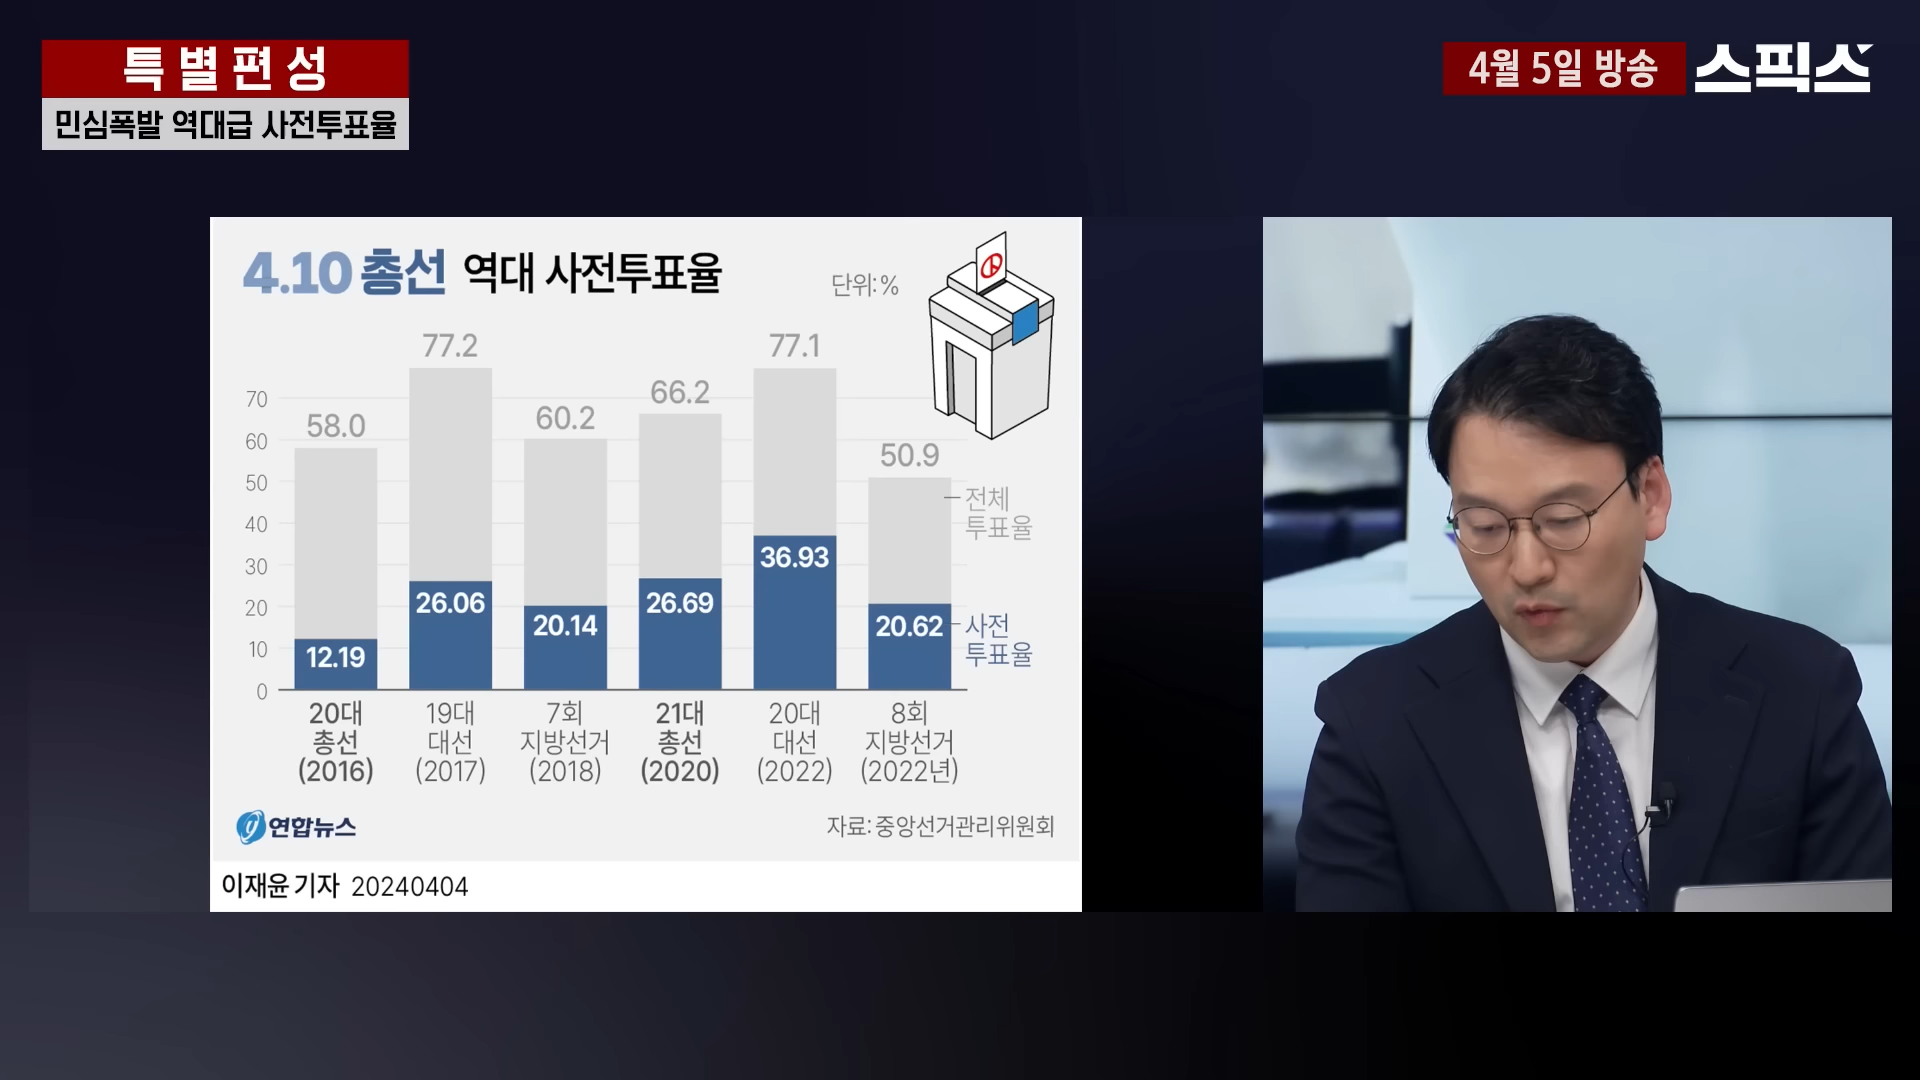 특별편성
민심폭발 역대급 사전투표율
4월 5일 방송
스픽스
4.10 총선 역대 사전투표율
단위:%
77.2
77.1
66.2
60.2
58.0
50.9
70
60
50
40
30
20
10
0
전체
투표율
36.93
26.06
26.69
20.14
20.62
12.19
사전
투표율
20대
총선
(2016)
19대
대선
(2017)
7회
지방선거
(2018)
21대
총선
(2020)
20대
대선
(2022)
8회
지방선거
(2022년)
연합뉴스
자료:중앙선거관리위원회
이재윤 기자 20240404